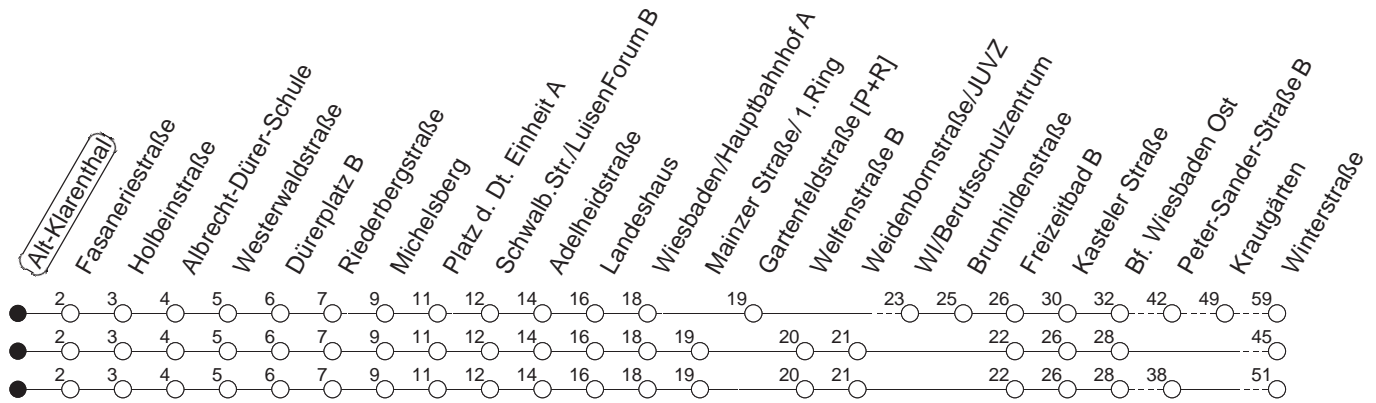 Alt-Klarenthal
Fasaneriestraße
Holbeinstraße
Albrecht-Dürer-Schule
Westerwaldstraße
Dürerplatz B
Riederbergstraße
Michelsberg
Platz d. Dt. Einheit A
Schwalb.Str./LuisenForum B
Adelheidstraße
Landeshaus
Wiesbaden/Hauptbahnhof A
Mainzer Straße/ 1.Ring
Gartenfeldstraße [P+R]
Welfenstraße B
Weidenbornstraße/JUVZ
WI/Berufsschulzentrum
Brunhildenstraße
Freizeitbad B
Kasteler Straße
Bf. Wiesbaden Ost
Peter-Sander-Straße B
Krautgärten
Winterstraße
2 3 4 5 6 7 9 11 12 14 16 18 19 23 25 26 30 32 42 49 59
2 3 4 5 6 7 9 11 12 14 16 18 19 20 21 22 26 28 45
2 3 4 5 6 7 9 11 12 14 16 18 19 20 21 22 26 28 38 51